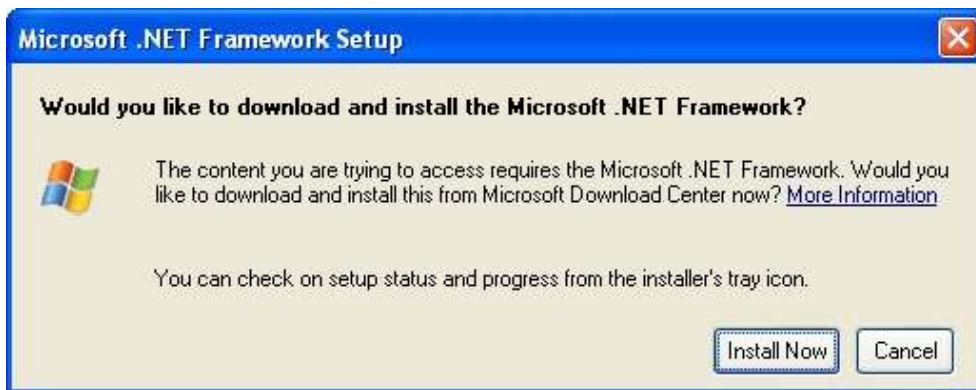 Microsoft .NET Framework Setup
Would you like to download and install the Microsoft .NET Framework?
The content you are trying to access requires the Microsoft .NET Framework. Would you
like to download and install this from Microsoft Download Center now? More Information
You can check on setup status and progress from the installer's tray icon.
Install Now Cancel